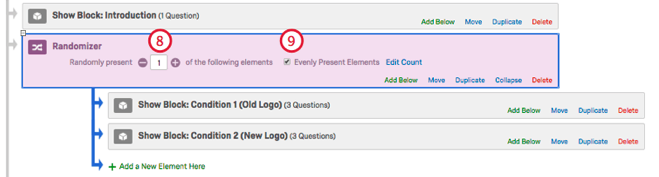 Show Block: Introduction (1 Question)
Add Below Move Duplicate Delete
8 9
Randomizer
Randomly present 1 of the following elements Evenly Present Elements Edit Count
Add Below Move Duplicate Collapse Delete
Show Block: Condition 1 (Old Logo) (3 Questions)
Add Below Move Duplicate Delete
Show Block: Condition 2 (New Logo) (3 Questions)
Add Below Move Duplicate Delete
+ Add a New Element Here